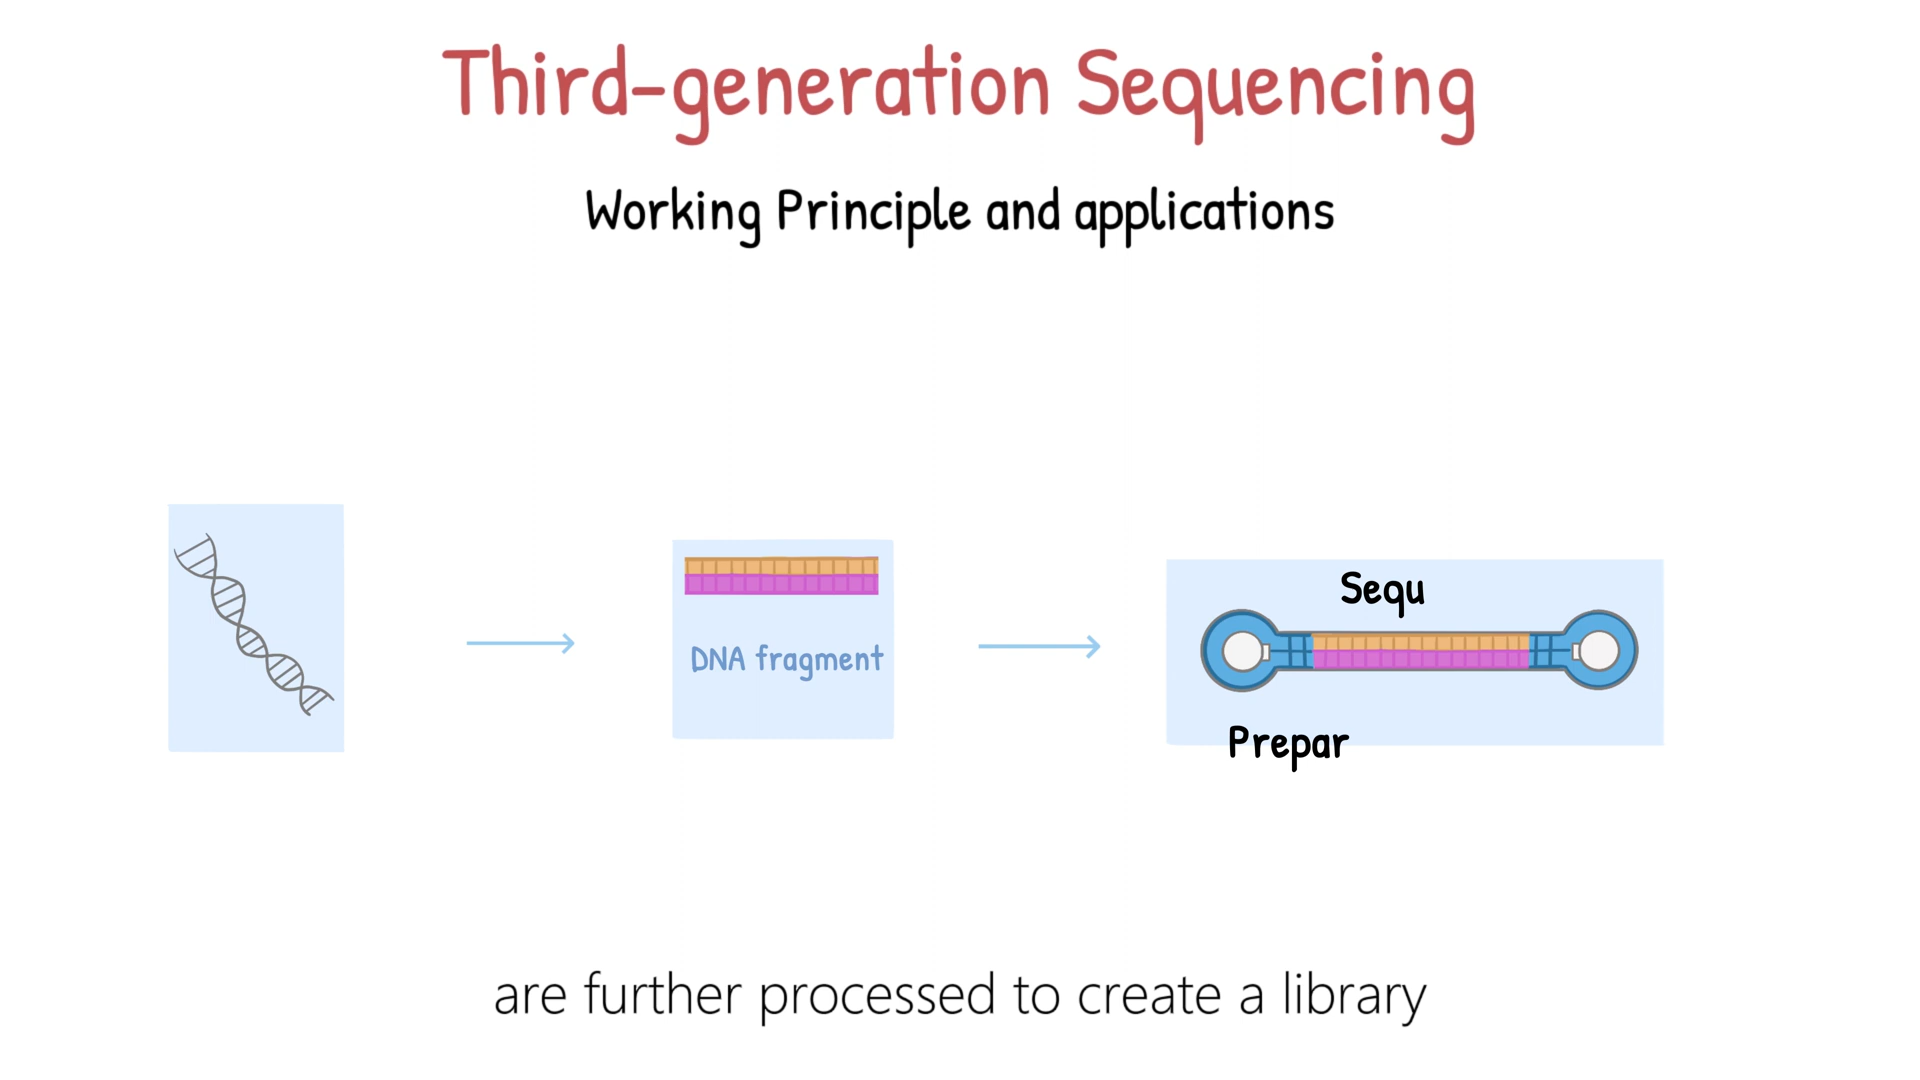 Third-generation Sequencing
Working Principle and applications
DNA fragment
Sequ
Prepar
are further processed to create a library